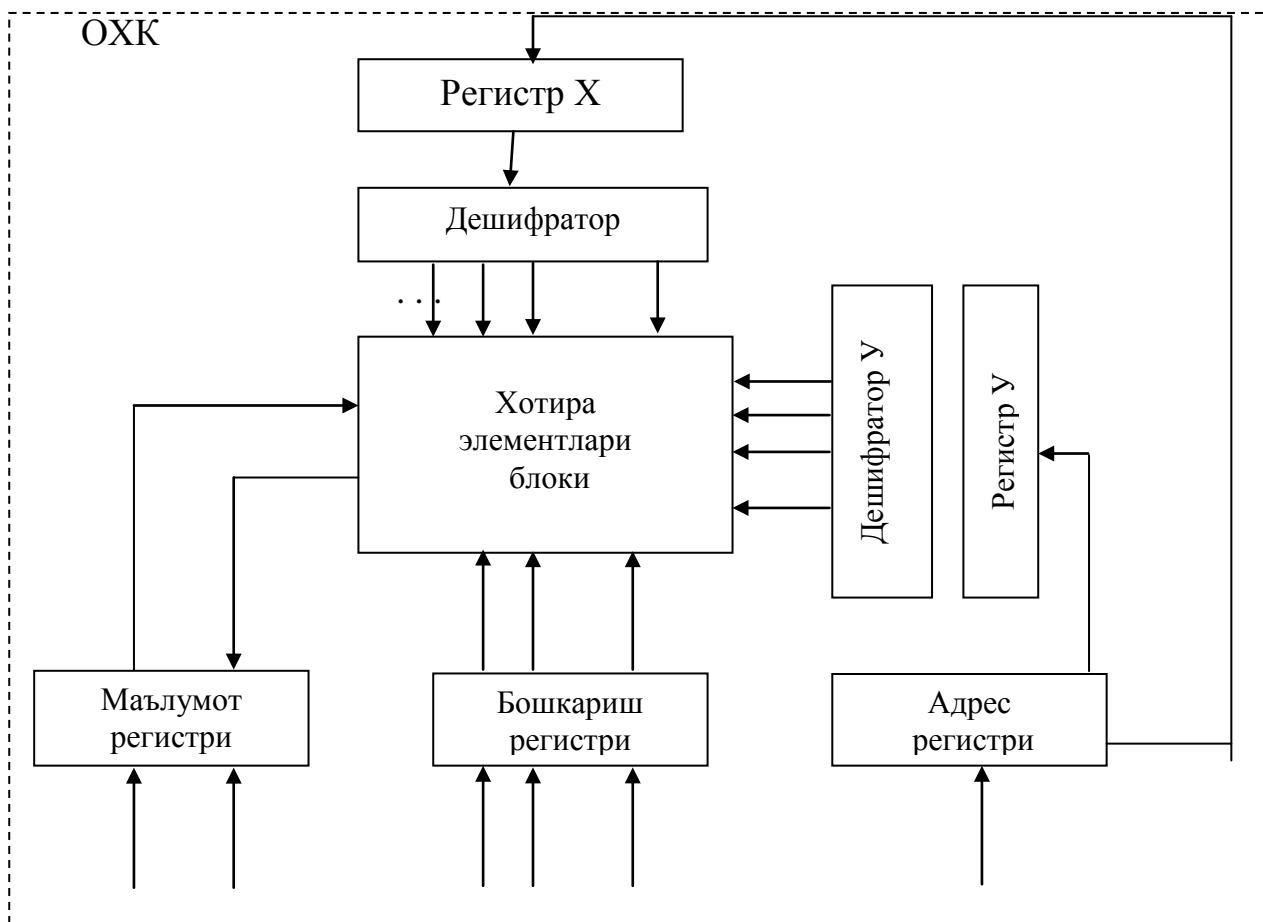 ОХК
Регистр Х
Дешифратор
. . .
Хотира
элементлари
блоки
Дешифратор У
Регистр У
Маълумот
регистри
Бошкариш
регистри
Адрес
регистри